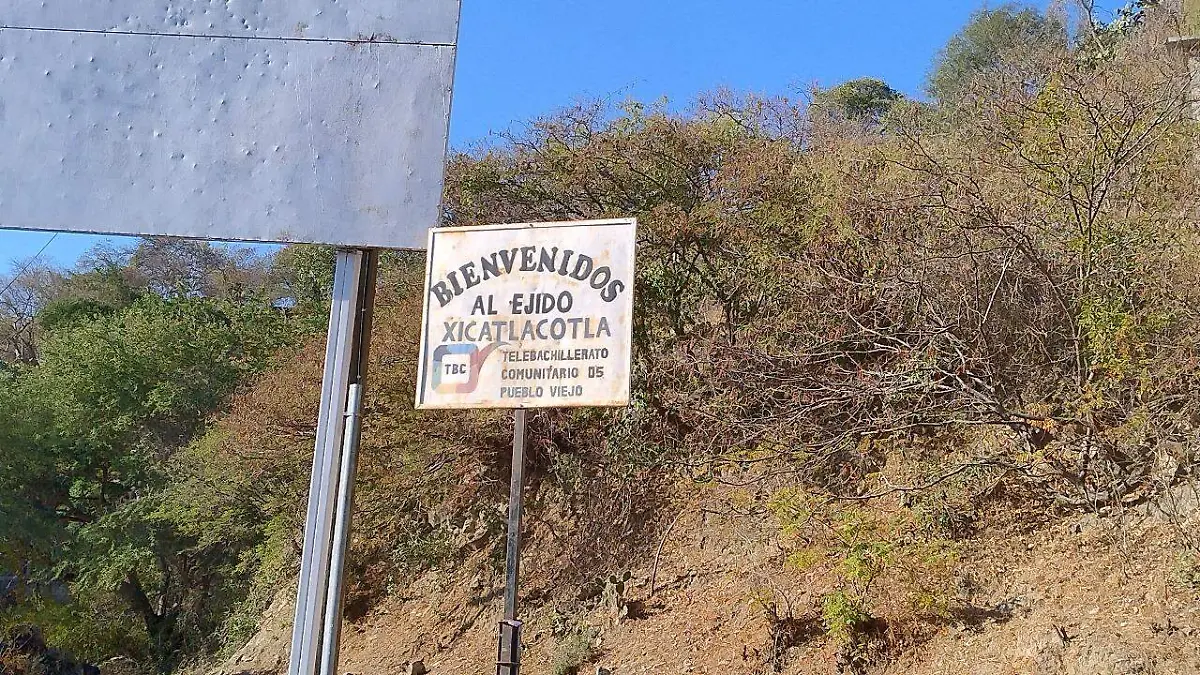 BIENVENIDOS
AL EJIDO
XICATLACOTLA
TBC
TELEBACHILLERATO
COMUNITARIO 05
PUEBLO VIEJO